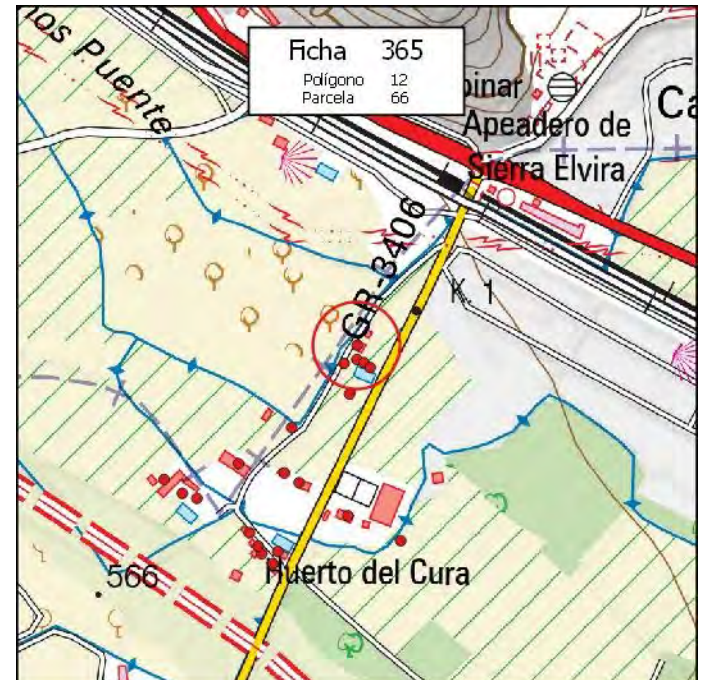 nos Puente
Ficha 365
Polígono 12
Parcela 66
pinar
Ca
Apeadero de
Sierra Elvira
GR-3406
K. 1
566
Huerto del Cura